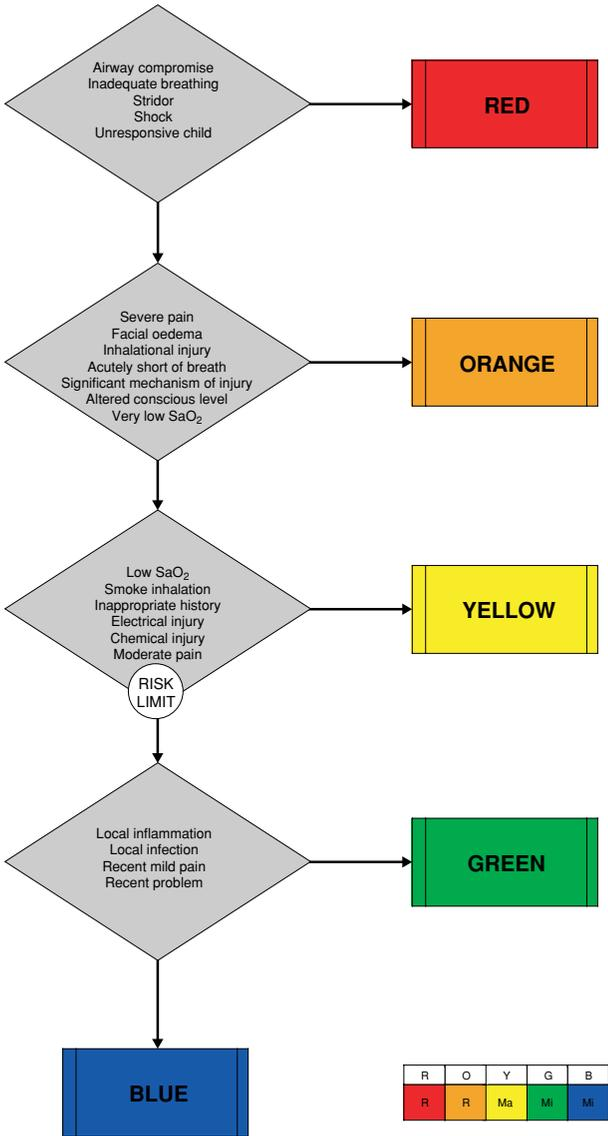 Airway compromise
Inadequate breathing
Stridor
Shock
Unresponsive child
RED
Severe pain
Facial oedema
Inhalational injury
Acutely short of breath
Significant mechanism of injury
Altered conscious level
Very low SaO₂
ORANGE
Low SaO₂
Smoke inhalation
Inappropriate history
Electrical injury
Chemical injury
Moderate pain
YELLOW
RISK
LIMIT
Local inflammation
Local infection
Recent mild pain
Recent problem
GREEN
BLUE
R O Y G B
R R Ma Mi Mi